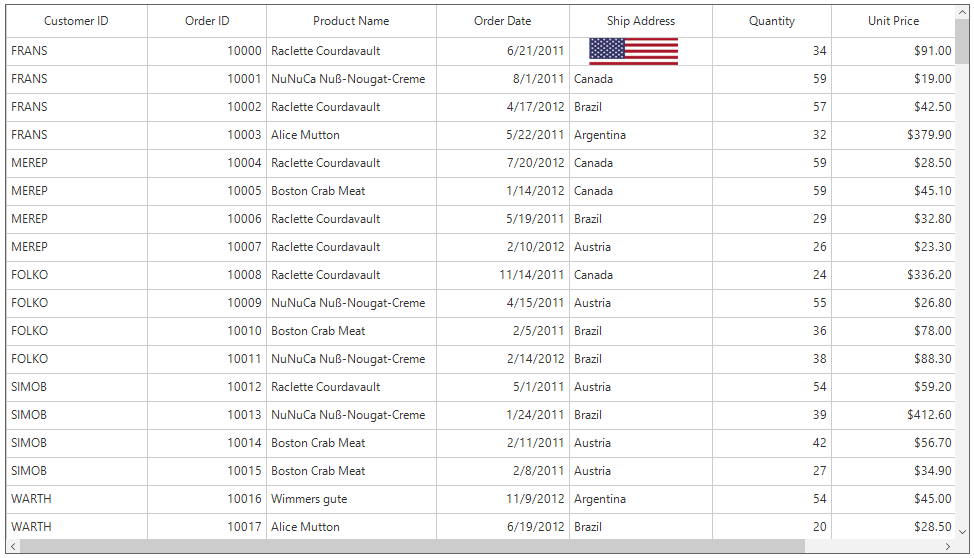 Customer ID Order ID Product Name Order Date Ship Address Quantity Unit Price
FRANS 10000 Raclette Courdavault 6/21/2011 34 $91.00
FRANS 10001 NuNuCa Nuß-Nougat-Creme 8/1/2011 Canada 59 $19.00
FRANS 10002 Raclette Courdavault 4/17/2012 Brazil 57 $42.50
FRANS 10003 Alice Mutton 5/22/2011 Argentina 32 $379.90
MEREP 10004 Raclette Courdavault 7/20/2012 Canada 59 $28.50
MEREP 10005 Boston Crab Meat 1/14/2012 Canada 59 $45.10
MEREP 10006 Raclette Courdavault 5/19/2011 Brazil 29 $32.80
MEREP 10007 Raclette Courdavault 2/10/2012 Austria 26 $23.30
FOLKO 10008 Raclette Courdavault 11/14/2011 Canada 24 $336.20
FOLKO 10009 NuNuCa Nuß-Nougat-Creme 4/15/2011 Austria 55 $26.80
FOLKO 10010 Boston Crab Meat 2/5/2011 Brazil 36 $78.00
FOLKO 10011 NuNuCa Nuß-Nougat-Creme 2/14/2012 Brazil 38 $88.30
SIMOB 10012 Raclette Courdavault 5/1/2011 Austria 54 $59.20
SIMOB 10013 NuNuCa Nuß-Nougat-Creme 1/24/2011 Brazil 39 $412.60
SIMOB 10014 Boston Crab Meat 2/11/2011 Austria 42 $56.70
SIMOB 10015 Boston Crab Meat 2/8/2011 Austria 27 $34.90
WARTH 10016 Wimmers gute 11/9/2012 Argentina 54 $45.00
WARTH 10017 Alice Mutton 6/19/2012 Brazil 20 $28.50